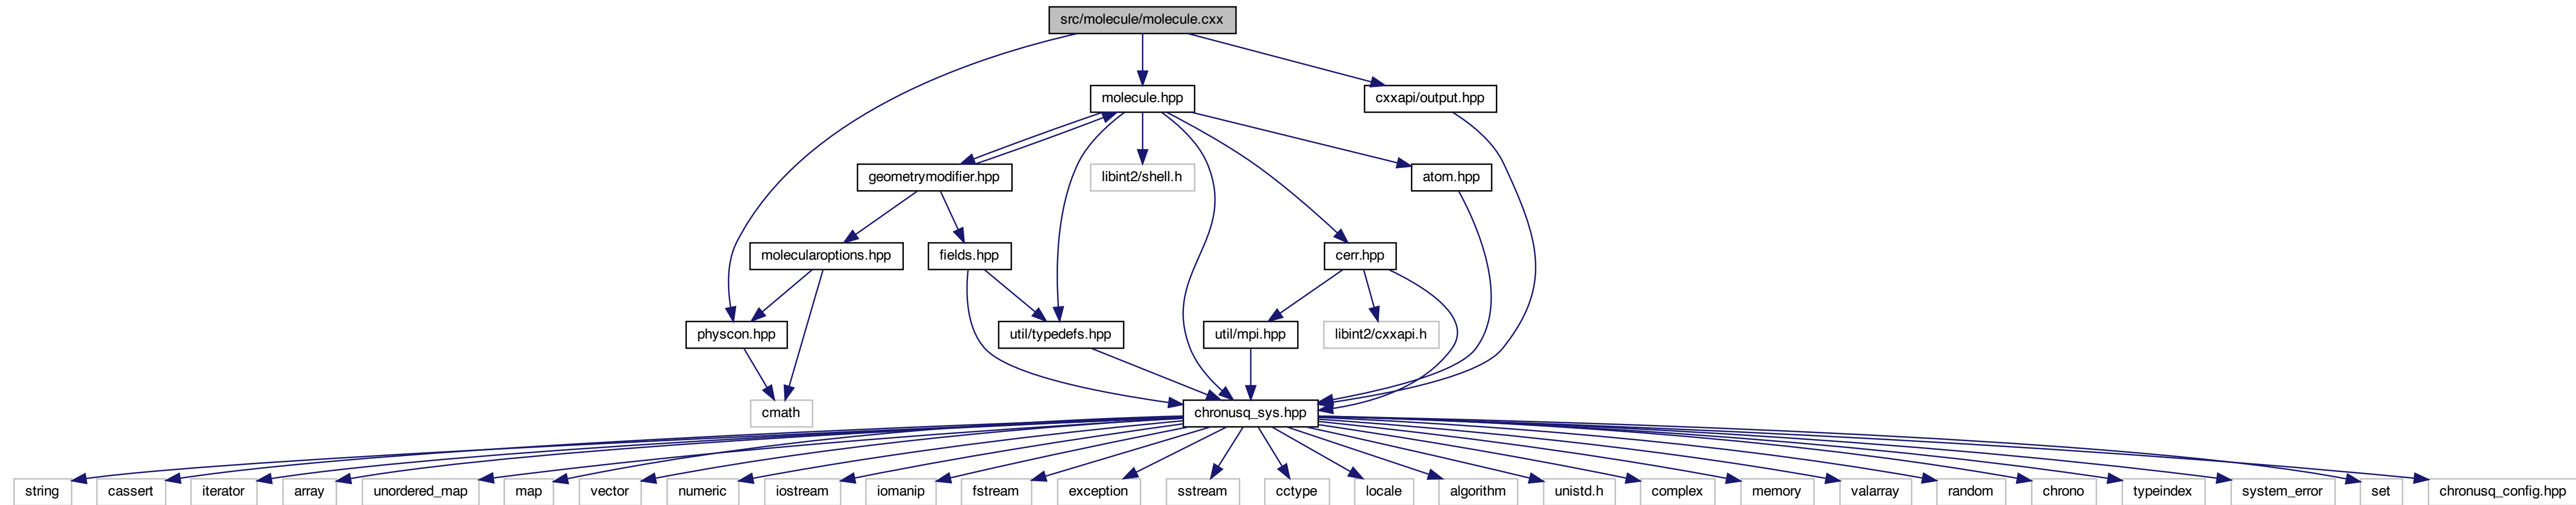 src/molecule/molecule.cxx
molecule.hpp
cxxapi/output.hpp
geometrymodifier.hpp
libint2/shell.h
atom.hpp
molecularoptions.hpp
fields.hpp
cerr.hpp
physcon.hpp
util/typedefs.hpp
util/mpi.hpp
libint2/cxxapi.h
cmath
chronusq_sys.hpp
string
cassert
iterator
array
unordered_map
map
vector
numeric
iostream
iomanip
fstream
exception
sstream
cctype
locale
algorithm
unistd.h
complex
memory
valarray
random
chrono
typeindex
system_error
set
chronusq_config.hpp